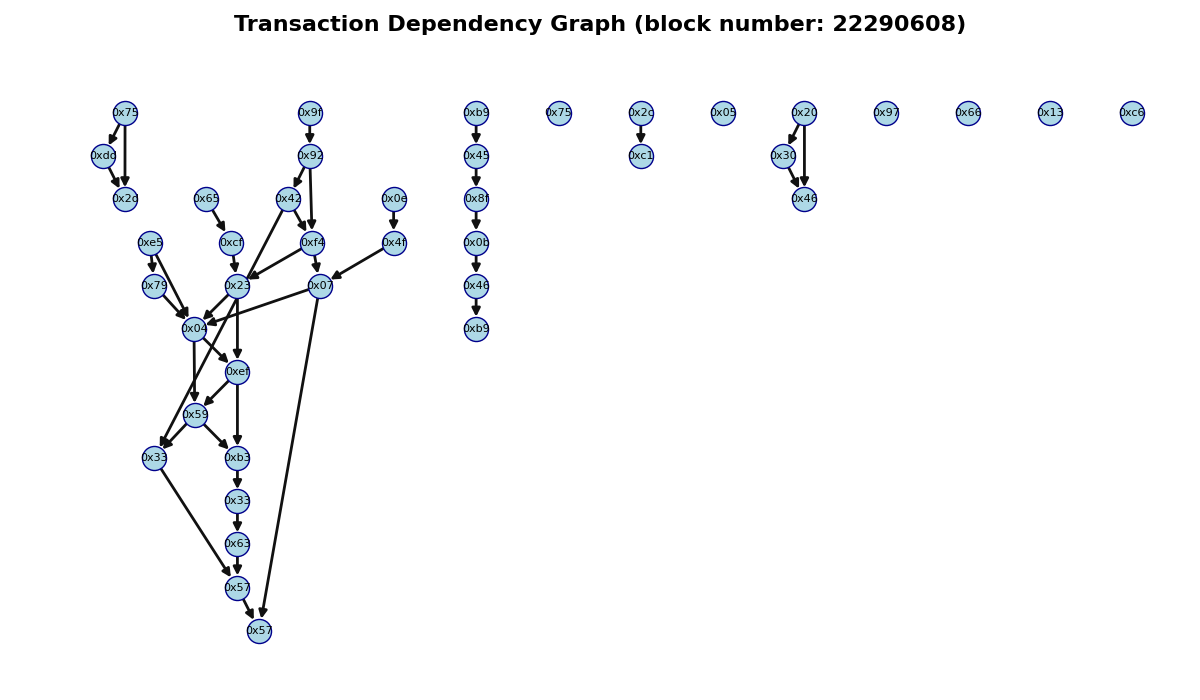 Transaction Dependency Graph (block number: 22290608)
0x75 0x9f 0xb9 0x75 0x2c 0x05 0x20 0x97 0x66 0x13 0xc6
0xdd 0x92 0x45 0xc1 0x30
0x2d 0x65 0x42 0x0e 0x8f 0x46
0xe5 0xcf 0xf4 0x4f 0x0b
0x79 0x23 0x07 0x46
0x04 0xb9
0xef
0x59
0x33 0xb3
0x33
0x63
0x57
0x57